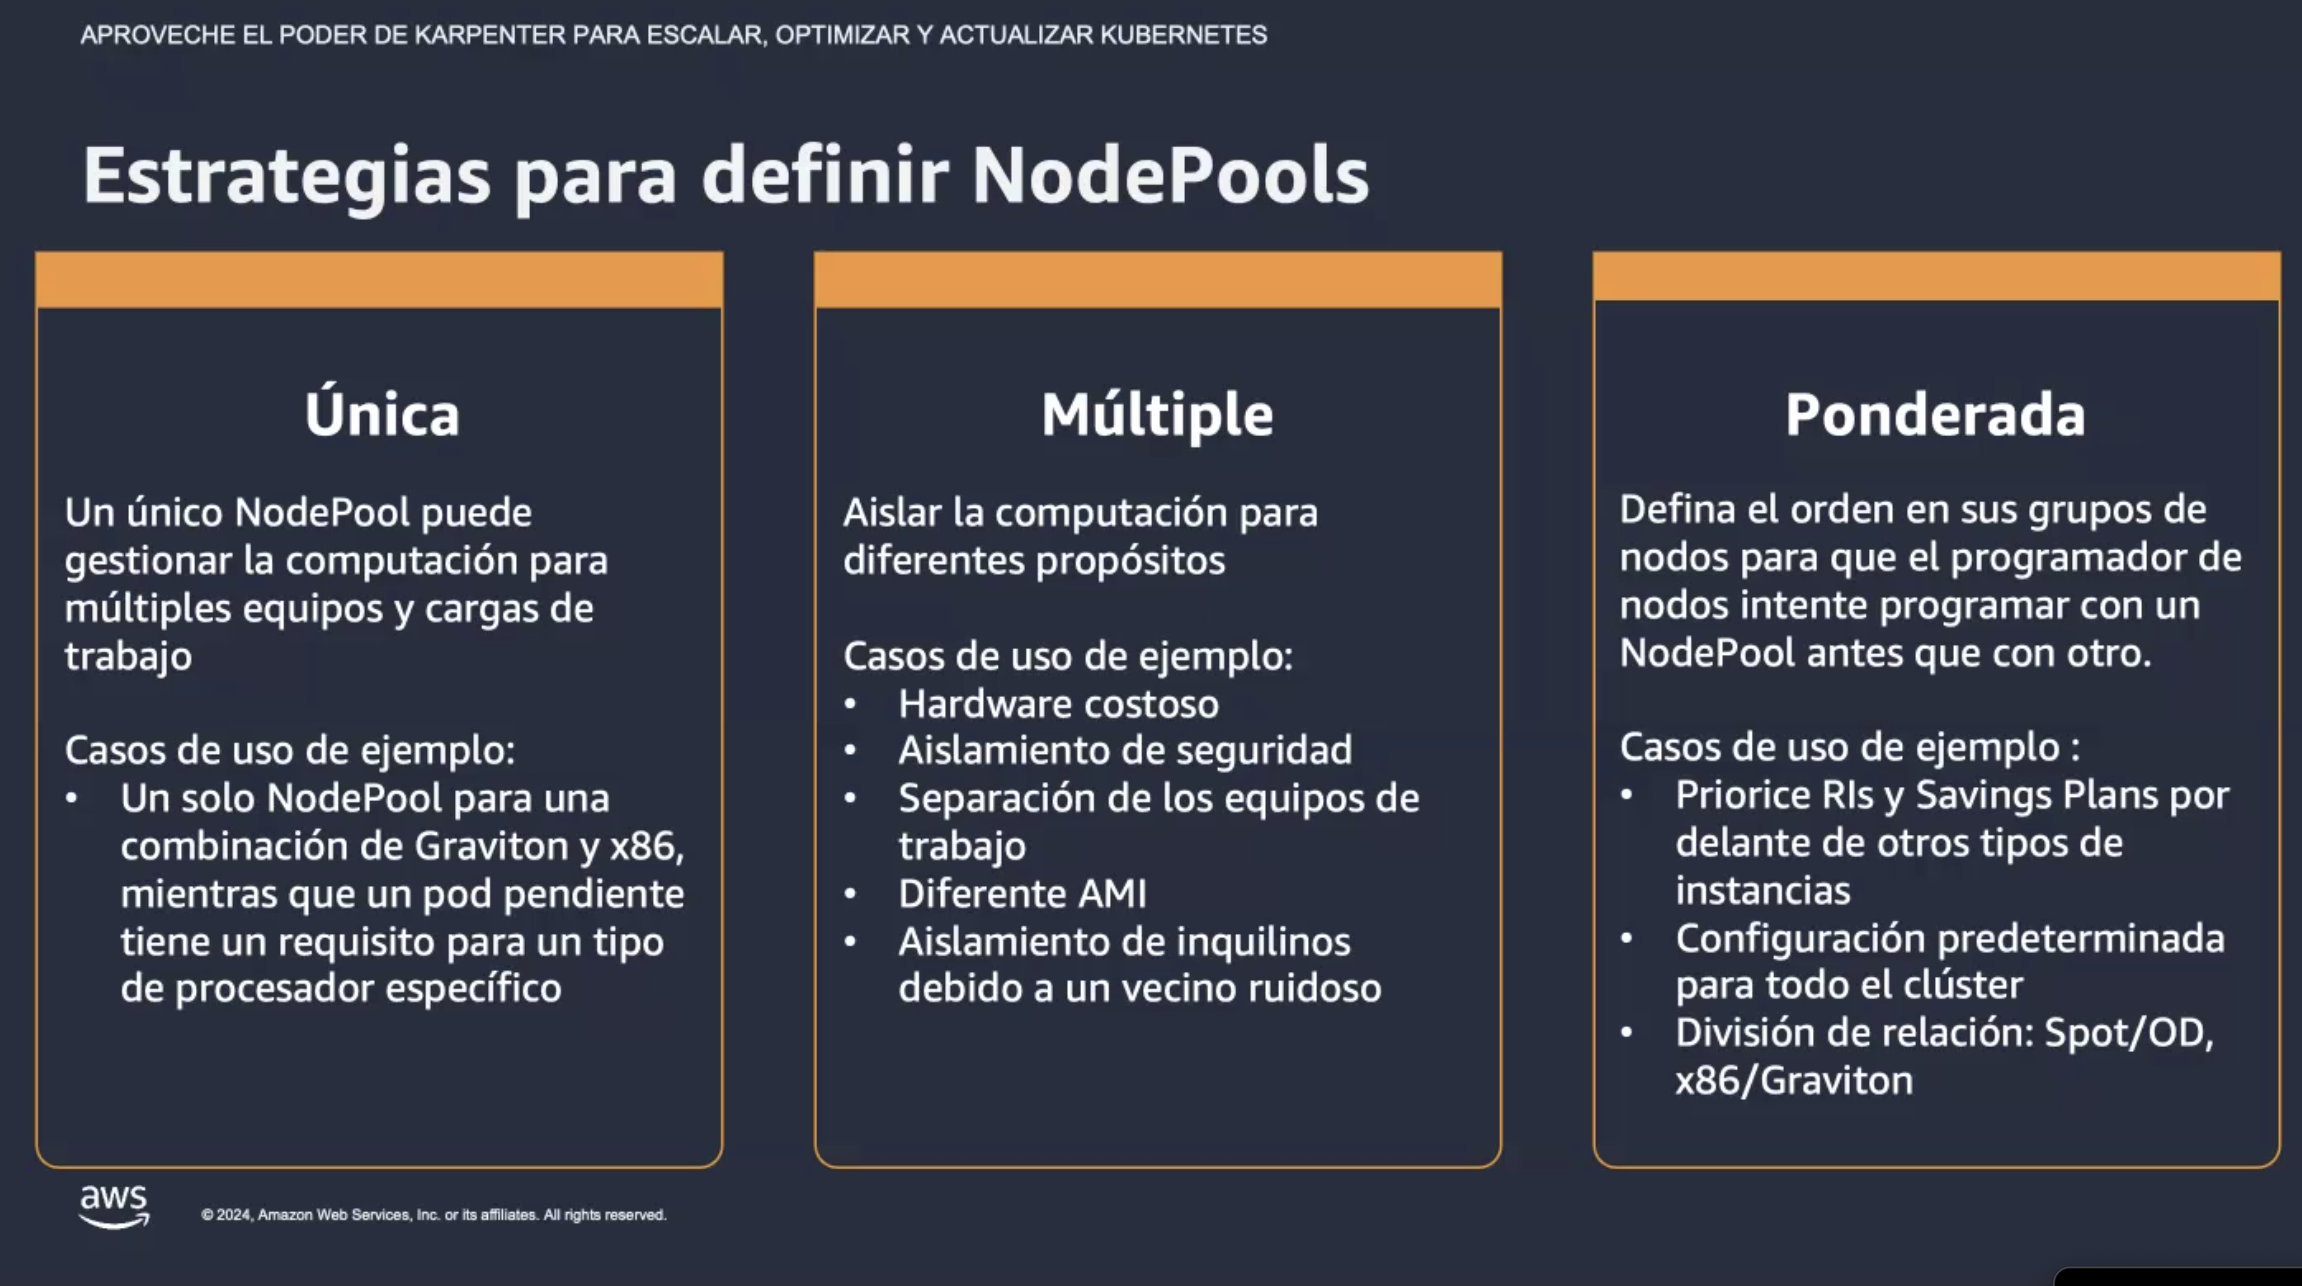 APROVECHE EL PODER DE KARPENTER PARA ESCALAR, OPTIMIZAR Y ACTUALIZAR KUBERNETES
Estrategias para definir NodePools
Única
Un único NodePool puede
gestionar la computación para
múltiples equipos y cargas de
trabajo
Casos de uso de ejemplo:
• Un solo NodePool para una
combinación de Graviton y x86,
mientras que un pod pendiente
tiene un requisito para un tipo
de procesador específico
Múltiple
Aislar la computación para
diferentes propósitos
Casos de uso de ejemplo:
• Hardware costoso
• Aislamiento de seguridad
• Separación de los equipos de
trabajo
• Diferente AMI
• Aislamiento de inquilinos
debido a un vecino ruidoso
Ponderada
Defina el orden en sus grupos de
nodos para que el programador de
nodos intente programar con un
NodePool antes que con otro.
Casos de uso de ejemplo :
• Priorice RIs y Savings Plans por
delante de otros tipos de
instancias
• Configuración predeterminada
para todo el clúster
• División de relación: Spot/OD,
x86/Graviton
aws
© 2024, Amazon Web Services, Inc. or its affiliates. All rights reserved.